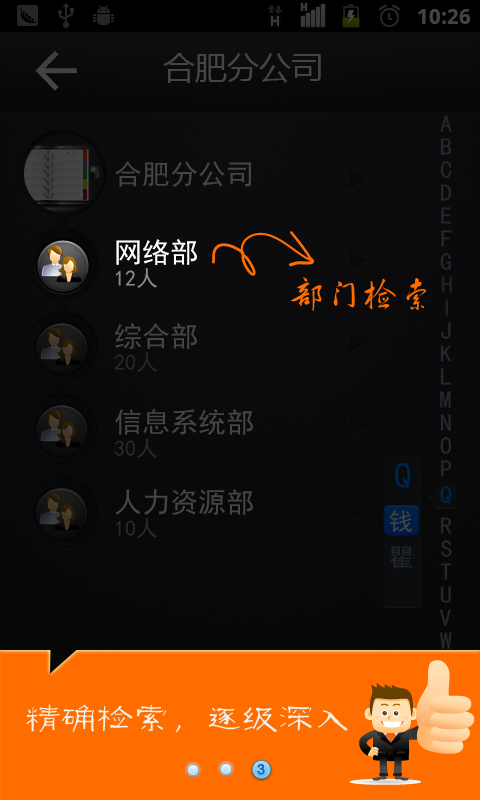 H 10:26
合肥分公司
合肥分公司
网络部
12人
部门检索
综合部
20人
信息系统部
30人
人力资源部
10人
A
B
C
D
E
F
G
H
I
J
K
L
M
N
O
P
Q
R
S
T
U
V
W
Q
钱
瞿
精确检索，逐级深入
3